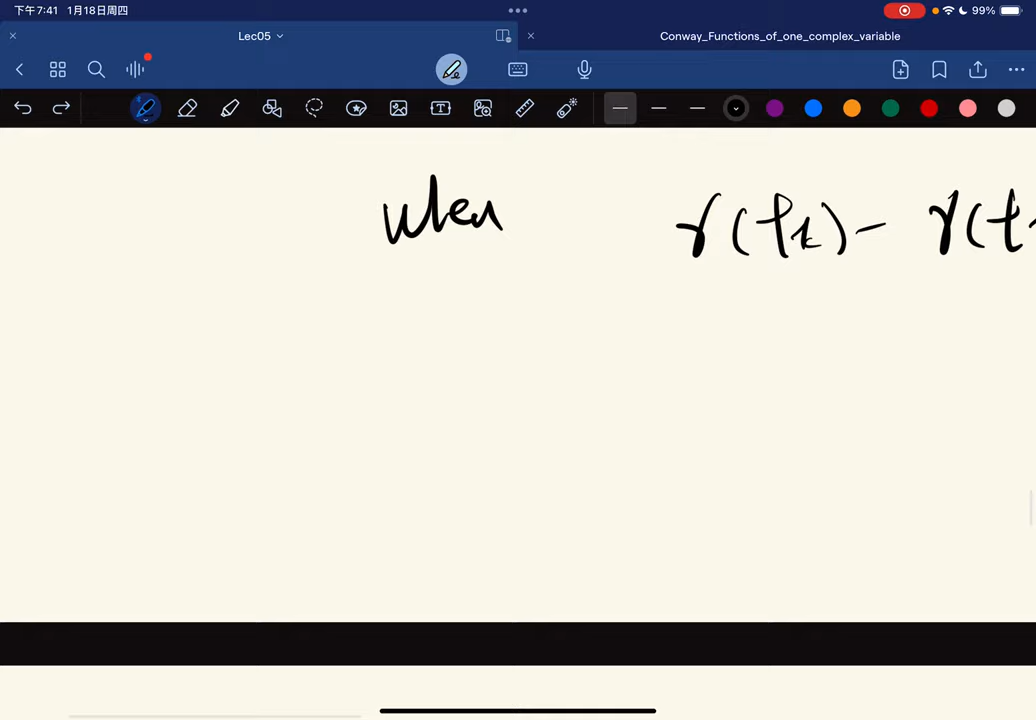 下午7:41 1月18日周四 99%
Lec05 Conway_Functions_of_one_complex_variable
when γ(t_k) - γ(t